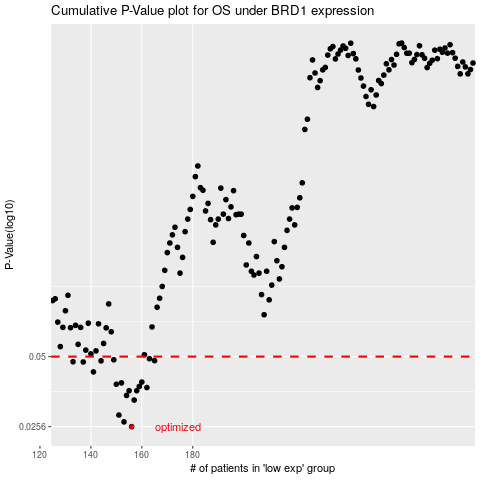 Cumulative P-Value plot for OS under BRD1 expression
P-Value(log10)
0.05
0.0256
optimized
120 140 160 180
# of patients in 'low exp' group